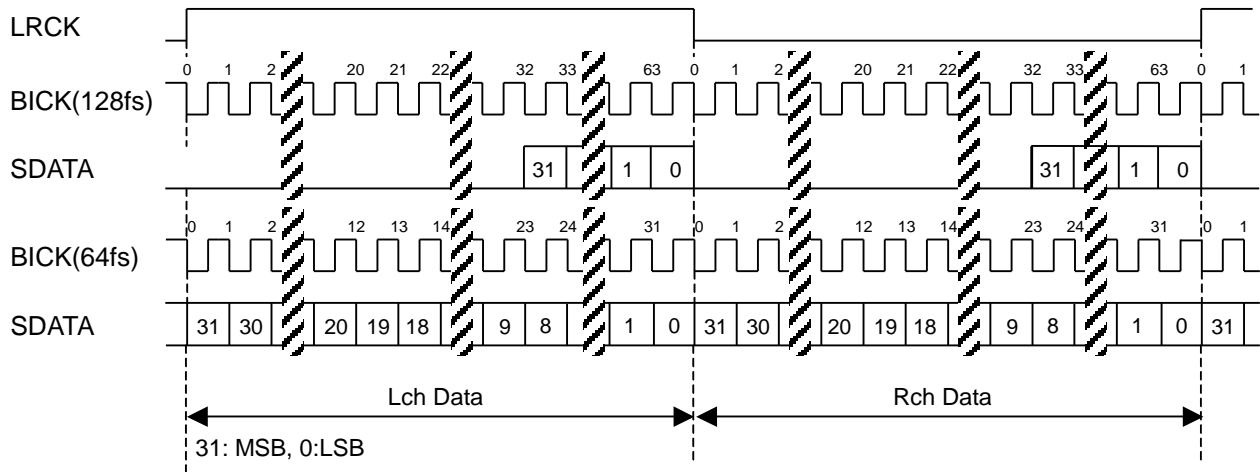 LRCK
0 1 2 20 21 22 32 33 63 0 1 2 20 21 22 32 33 63 0 1
BICK(128fs)
SDATA 31 1 0 31 1 0
0 1 2 12 13 14 23 24 31 0 1 2 12 13 14 23 24 31 0 1
BICK(64fs)
SDATA 31 30 20 19 18 9 8 1 0 31 30 20 19 18 9 8 1 0 31
Lch Data Rch Data
31: MSB, 0:LSB